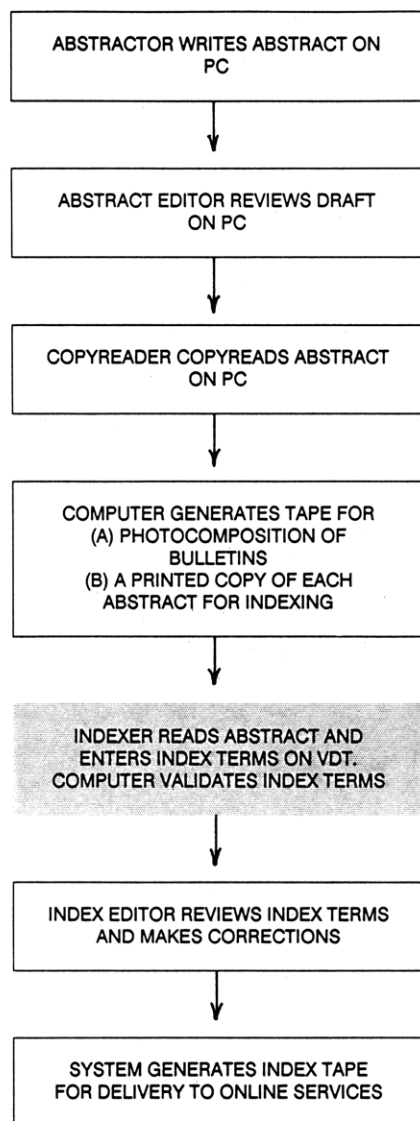 ABSTRACTOR WRITES ABSTRACT ON
PC
ABSTRACT EDITOR REVIEWS DRAFT
ON PC
COPYREADER COPYREADS ABSTRACT
ON PC
COMPUTER GENERATES TAPE FOR
(A) PHOTOCOMPOSITION OF
BULLETINS
(B) A PRINTED COPY OF EACH
ABSTRACT FOR INDEXING
INDEXER READS ABSTRACT AND
ENTERS INDEX TERMS ON VDT.
COMPUTER VALIDATES INDEX TERMS
INDEX EDITOR REVIEWS INDEX TERMS
AND MAKES CORRECTIONS
SYSTEM GENERATES INDEX TAPE
FOR DELIVERY TO ONLINE SERVICES